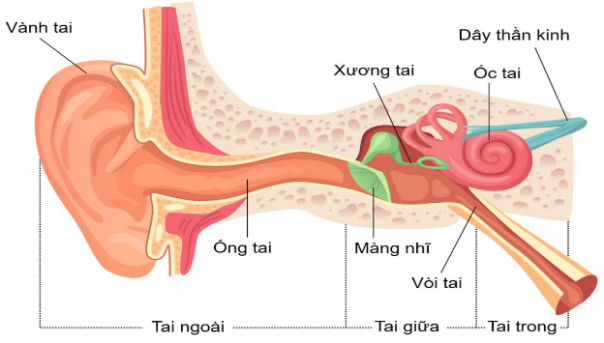 Vành tai
Dây thần kinh
Xương tai
Ốc tai
Ống tai
Màng nhĩ
Vòi tai
Tai ngoài
Tai giữa
Tai trong